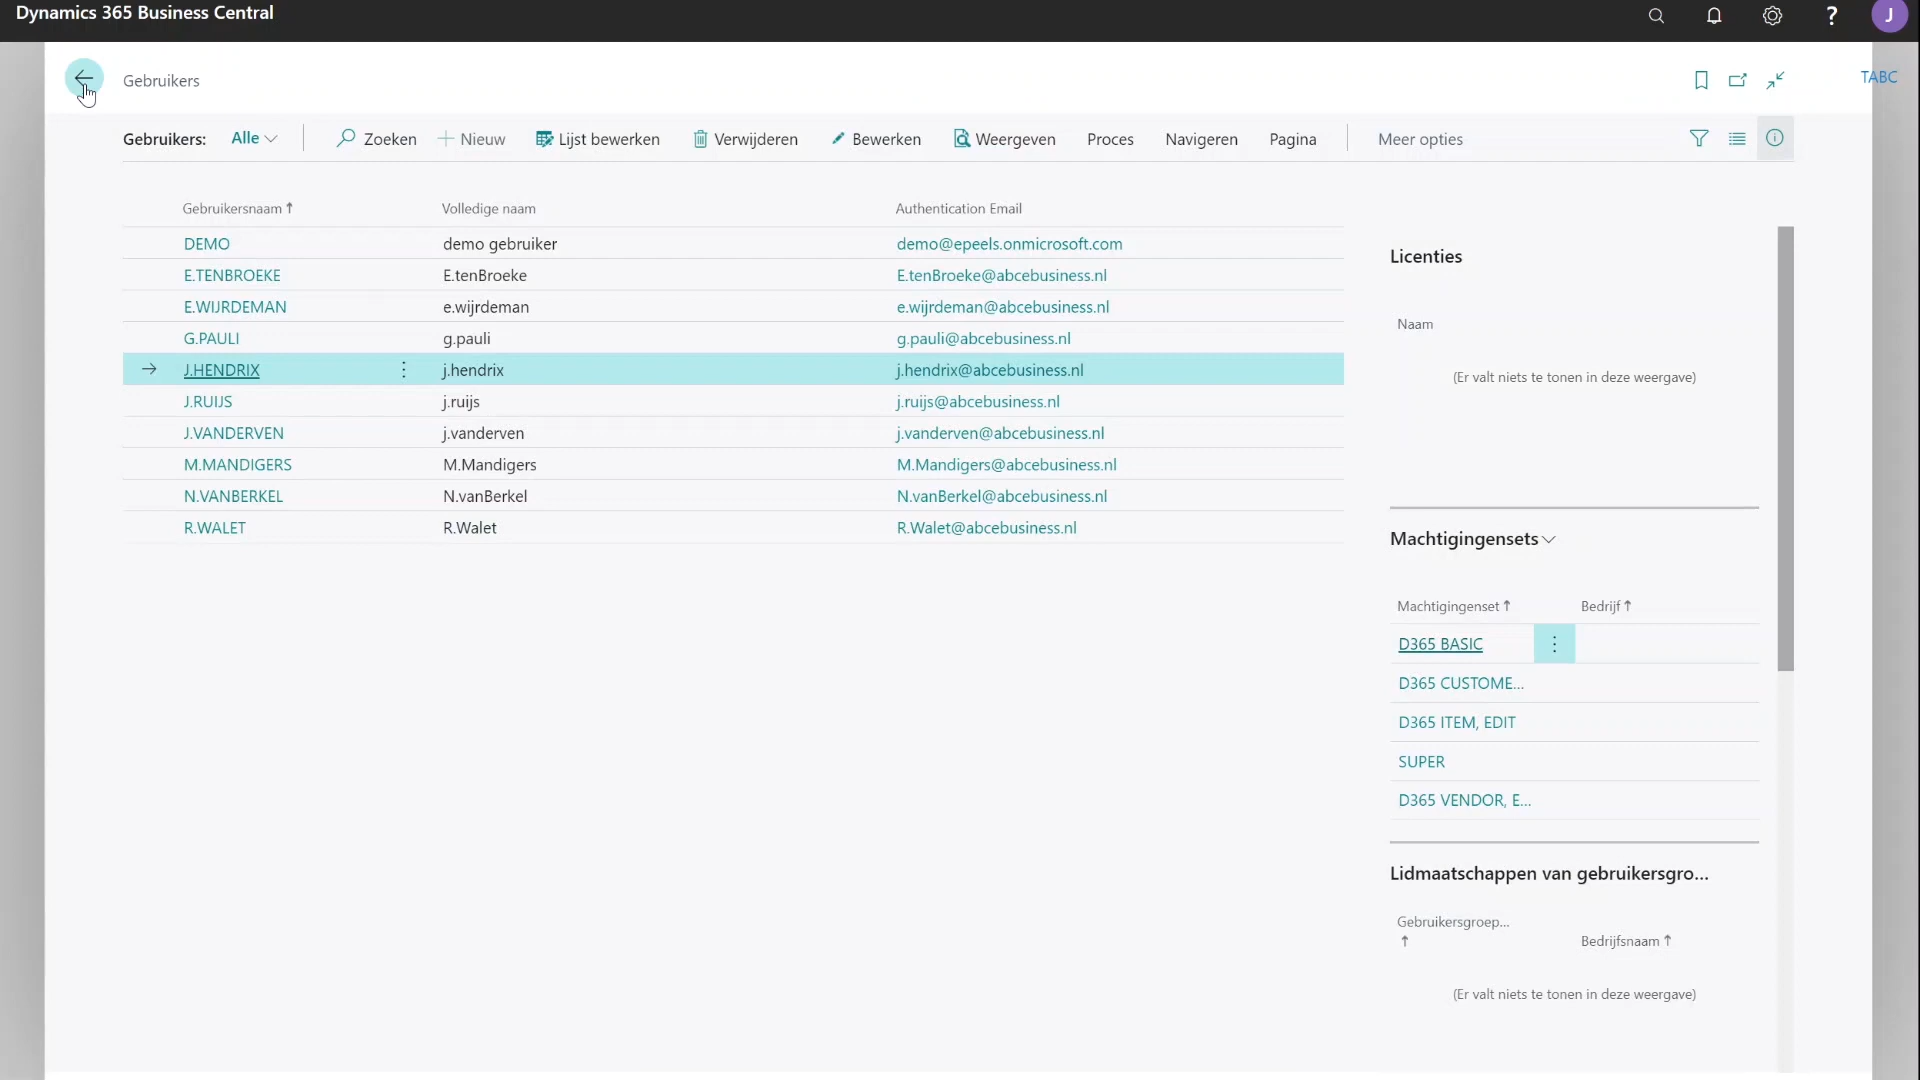 Dynamics 365 Business Central
?
J
Gebruikers
TABC
Gebruikers: Alle Zoeken Nieuw Lijst bewerken Verwijderen Bewerken Weergeven Proces Navigeren Pagina Meer opties
Gebruikersnaam ↑ Volledige naam Authentication Email
DEMO demo gebruiker demo@epeels.onmicrosoft.com
E.TENBROEKE E.tenBroeke E.tenBroeke@abcebusiness.nl
E.WIJRDEMAN e.wijrdeman e.wijrdeman@abcebusiness.nl
G.PAULI g.pauli g.pauli@abcebusiness.nl
J.HENDRIX j.hendrix j.hendrix@abcebusiness.nl
J.RUIJS j.ruijs j.ruijs@abcebusiness.nl
J.VANDERVEN j.vanderven j.vanderven@abcebusiness.nl
M.MANDIGERS M.Mandigers M.Mandigers@abcebusiness.nl
N.VANBERKEL N.vanBerkel N.vanBerkel@abcebusiness.nl
R.WALET R.Walet R.Walet@abcebusiness.nl
Licenties
Naam
(Er valt niets te tonen in deze weergave)
Machtigingensets
Machtigingenset ↑ Bedrijf ↑
D365 BASIC
D365 CUSTOME...
D365 ITEM, EDIT
SUPER
D365 VENDOR, E...
Lidmaatschappen van gebruikersgro...
Gebruikersgroep...
↑ Bedrijfsnaam ↑
(Er valt niets te tonen in deze weergave)